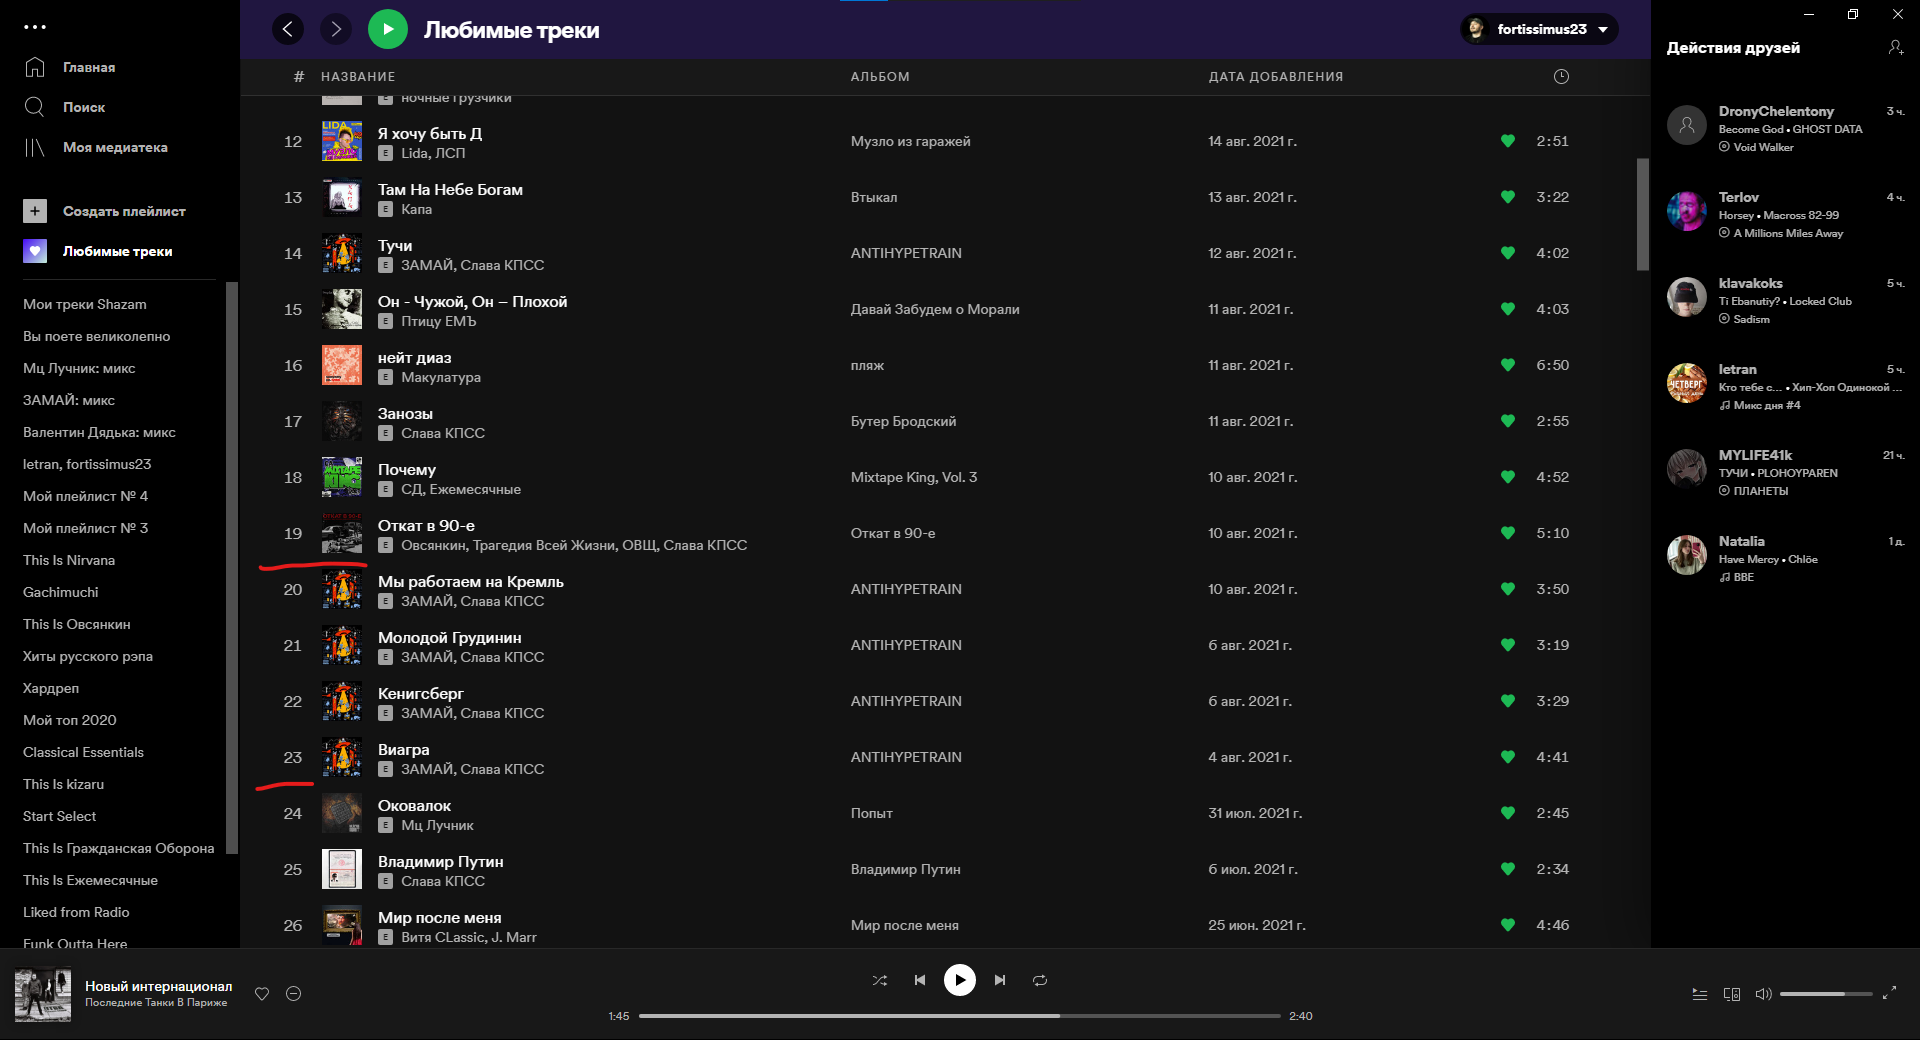 Главная
Поиск
Моя медиатека
Создать плейлист
Любимые треки
Мои треки Shazam
Вы поете великолепно
Мц Лучник: микс
ЗАМАЙ: микс
Валентин Дядька: микс
letran, fortissimus23
Мой плейлист № 4
Мой плейлист № 3
This Is Nirvana
Gachimuchi
This Is Овсянкин
Хиты русского рэпа
Хардреп
Мой топ 2020
Classical Essentials
This Is kizaru
Start Select
This Is Гражданская Оборона
This Is Ежемесячные
Liked from Radio
Funk Outta Here
Любимые треки
fortissimus23
# НАЗВАНИЕ АЛЬБОМ ДАТА ДОБАВЛЕНИЯ
E ночные грузчики
12 Я хочу быть Д Музло из гаражей 14 авг. 2021 г. 2:51
E Lida, ЛСП
13 Там На Небе Богам Втыкал 13 авг. 2021 г. 3:22
E Капа
14 Тучи ANTIHYPETRAIN 12 авг. 2021 г. 4:02
E ЗАМАЙ, Слава КПСС
15 Он - Чужой, Он – Плохой Давай Забудем о Морали 11 авг. 2021 г. 4:03
E Птицу ЕМЪ
16 нейт диаз пляж 11 авг. 2021 г. 6:50
E Макулатура
17 Занозы Бутер Бродский 11 авг. 2021 г. 2:55
E Слава КПСС
18 Почему Mixtape King, Vol. 3 10 авг. 2021 г. 4:52
E СД, Ежемесячные
19 Откат в 90-е Откат в 90-е 10 авг. 2021 г. 5:10
E Овсянкин, Трагедия Всей Жизни, ОВЩ, Слава КПСС
20 Мы работаем на Кремль ANTIHYPETRAIN 10 авг. 2021 г. 3:50
E ЗАМАЙ, Слава КПСС
21 Молодой Грудинин ANTIHYPETRAIN 6 авг. 2021 г. 3:19
E ЗАМАЙ, Слава КПСС
22 Кенигсберг ANTIHYPETRAIN 6 авг. 2021 г. 3:29
E ЗАМАЙ, Слава КПСС
23 Виагра ANTIHYPETRAIN 4 авг. 2021 г. 4:41
E ЗАМАЙ, Слава КПСС
24 Оковалок Попыт 31 июл. 2021 г. 2:45
E Мц Лучник
25 Владимир Путин Владимир Путин 6 июл. 2021 г. 2:34
E Слава КПСС
26 Мир после меня Мир после меня 25 июн. 2021 г. 4:46
E Витя CLassic, J. Marr
Действия друзей
DronyChelentony 3 ч.
Become God • GHOST DATA
Void Walker
Terlov 4 ч.
Horsey • Macross 82-99
A Millions Miles Away
klavakoks 5 ч.
Ti Ebanutiy? • Locked Club
Sadism
letran 5 ч.
Кто тебе с... • Хип-Хоп Одинокой ...
Микс дня #4
MYLIFE41k 21 ч.
ТУЧИ • PLOHOYPAREN
ПЛАНЕТЫ
Natalia 1 д.
Have Mercy • Chlöe
BBE
Новый интернационал
Последние Танки В Париже
1:45 2:40